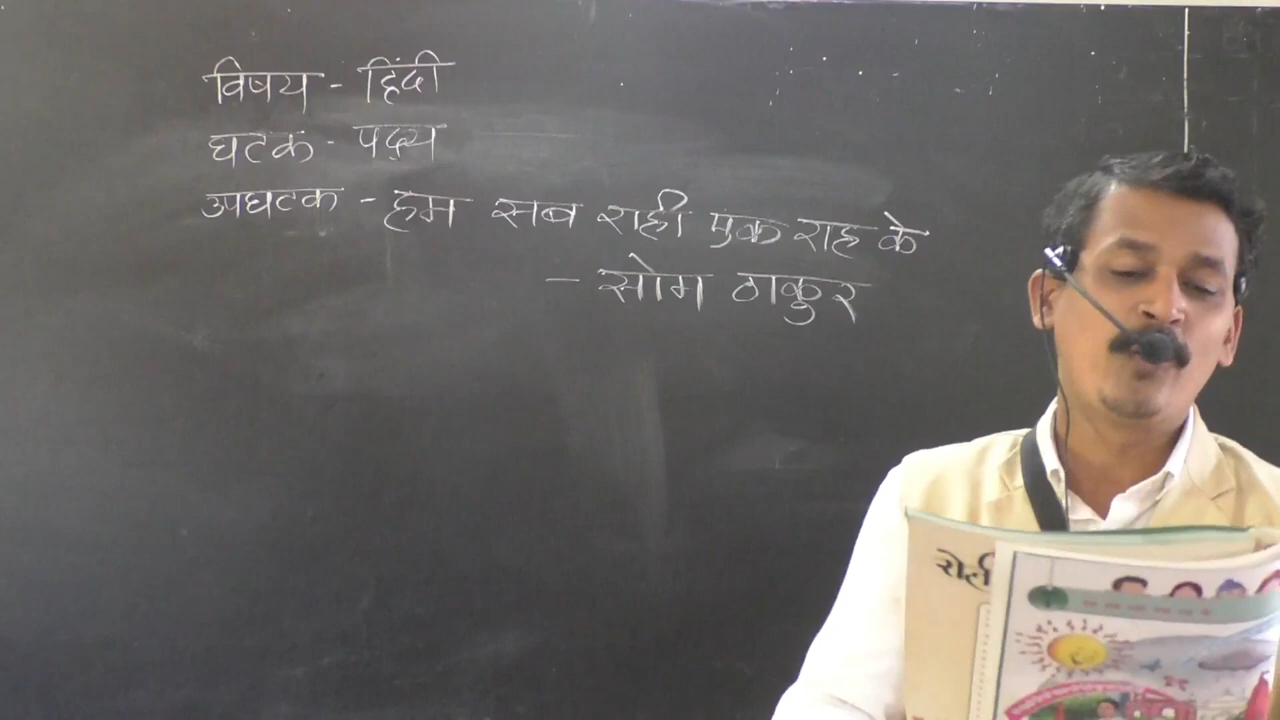 विषय - हिंदी
घटक - पद्य
उपघटक - हम सब राही एक राह के
- सोम ठाकुर